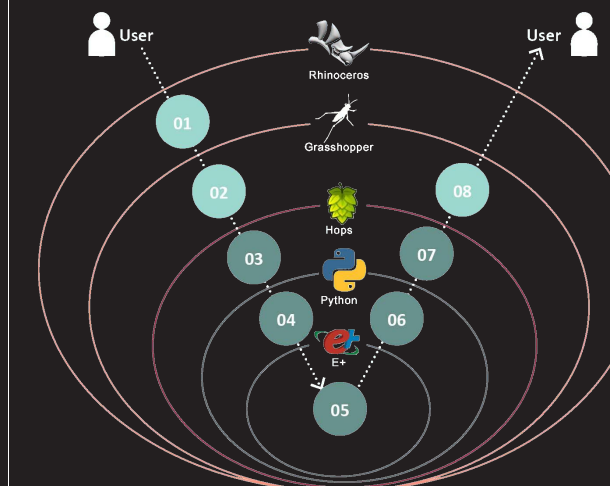 User
User
Rhinoceros
01
Grasshopper
02
08
Hops
03
07
Python
04
06
e+
E+
05